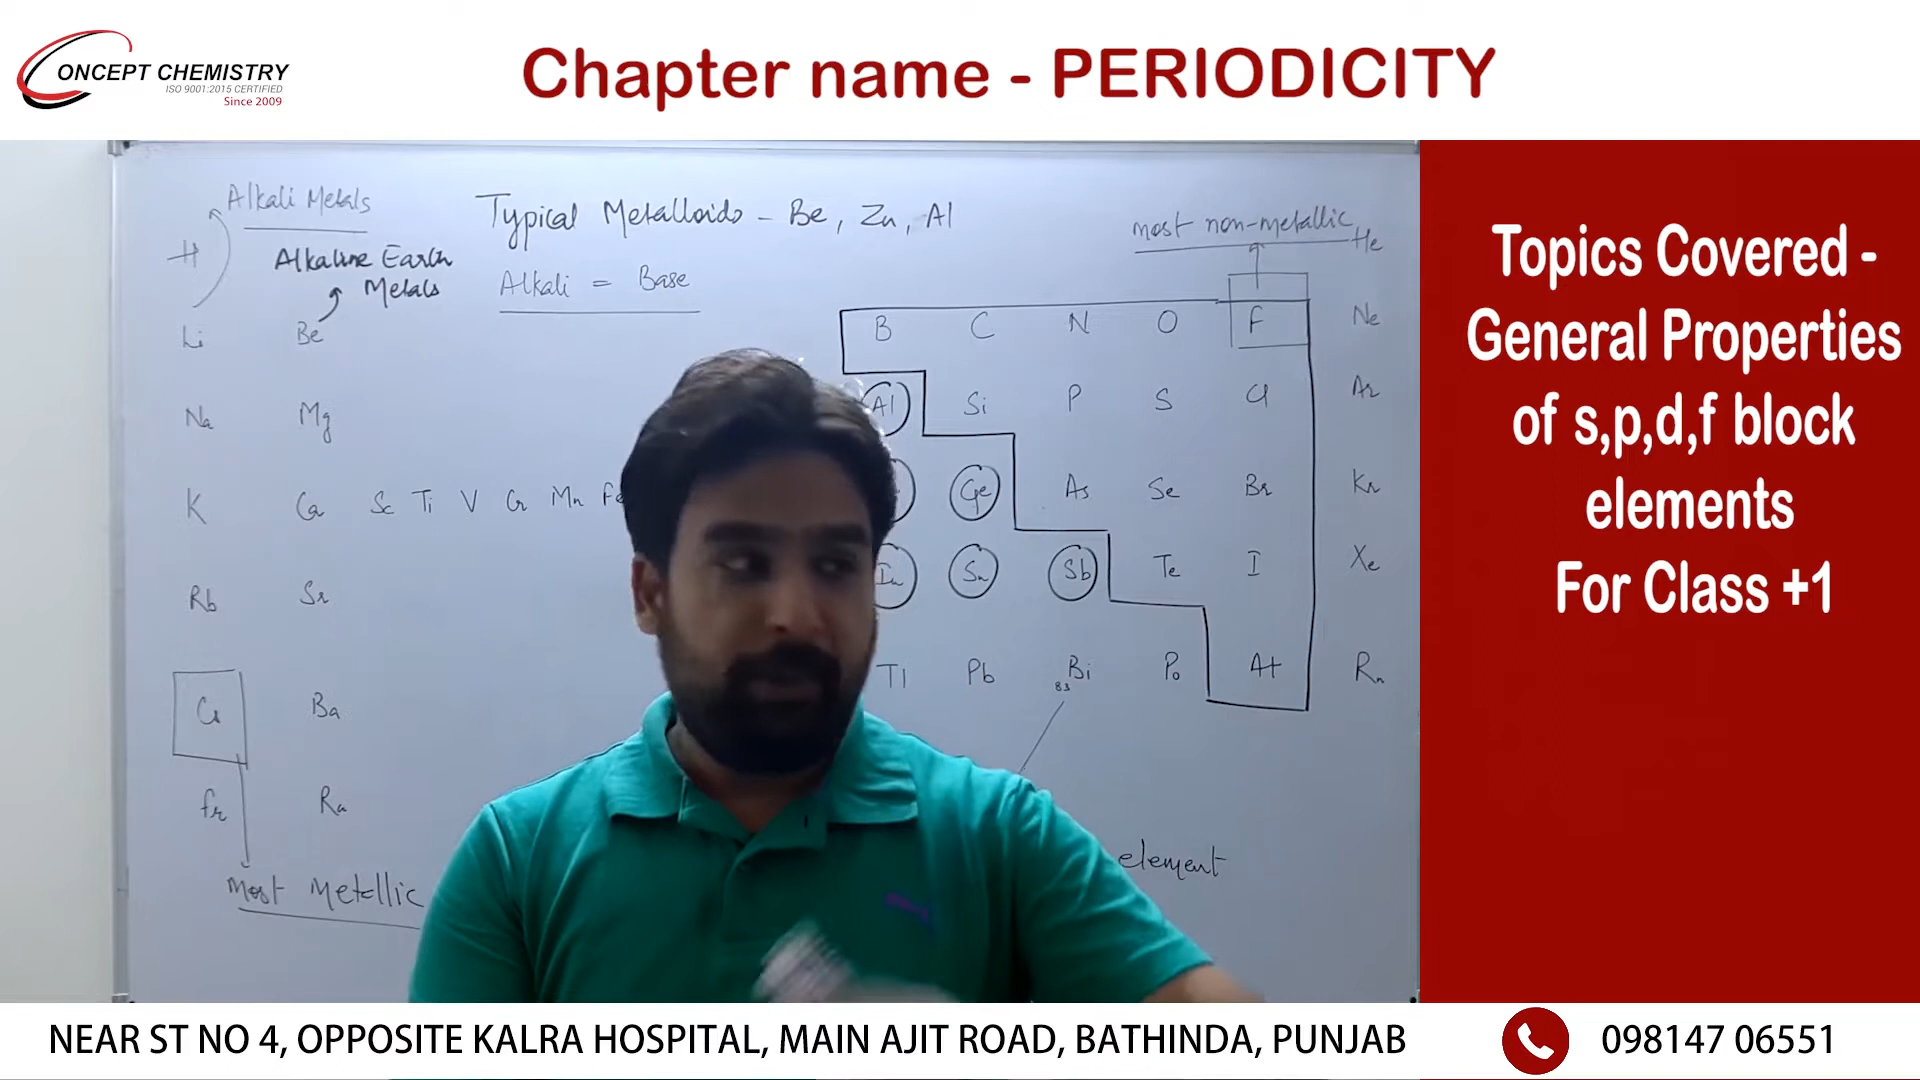 CONCEPT CHEMISTRY
ISO 9001:2015 CERTIFIED
Since 2009
Chapter name - PERIODICITY
Alkali Metals
Typical Metalloids - Be, Zn, Al
most non-metallic
H
Alkaline Earth
Metals
Alkali = Base
He
Li Be B C N O F Ne
Na Mg Al Si P S Cl Ar
K Ca Sc Ti V Cr Mn Fe Ge As Se Br Kr
Rb Sr In Sn Sb Te I Xe
Cs Ba Tl Pb Bi Po At Rn
83
Fr Ra
element
Most Metallic
Topics Covered -
General Properties
of s,p,d,f block
elements
For Class +1
NEAR ST NO 4, OPPOSITE KALRA HOSPITAL, MAIN AJIT ROAD, BATHINDA, PUNJAB
098147 06551